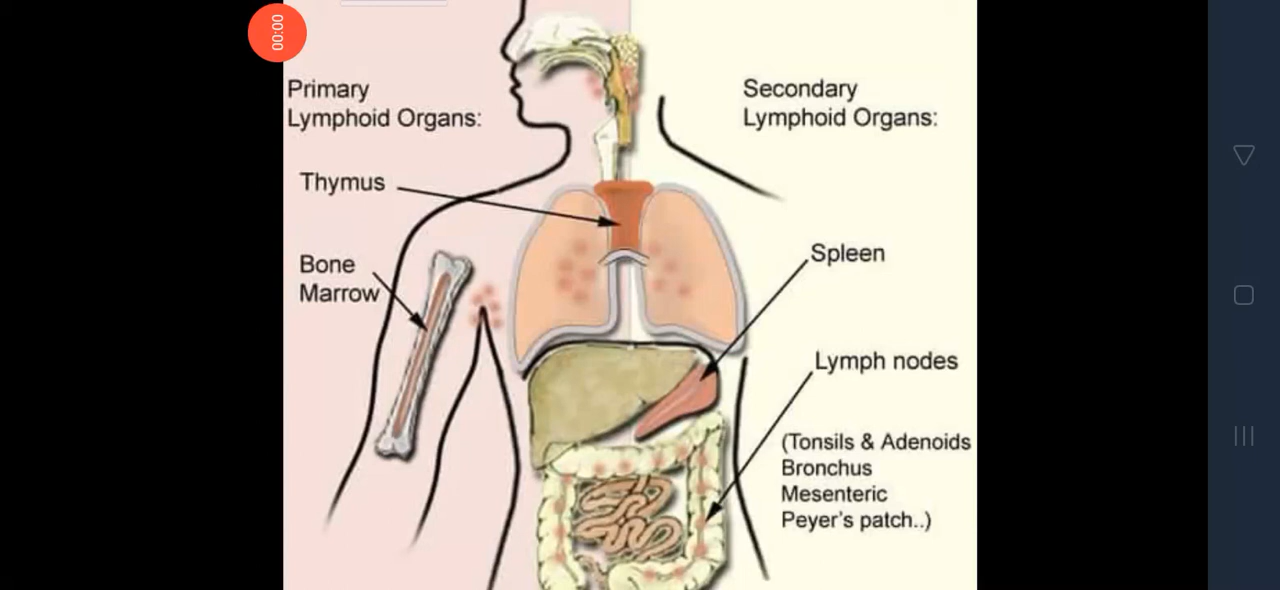 00:00
Primary
Lymphoid Organs:
Thymus
Bone
Marrow
Secondary
Lymphoid Organs:
Spleen
Lymph nodes
(Tonsils & Adenoids
Bronchus
Mesenteric
Peyer's patch..)